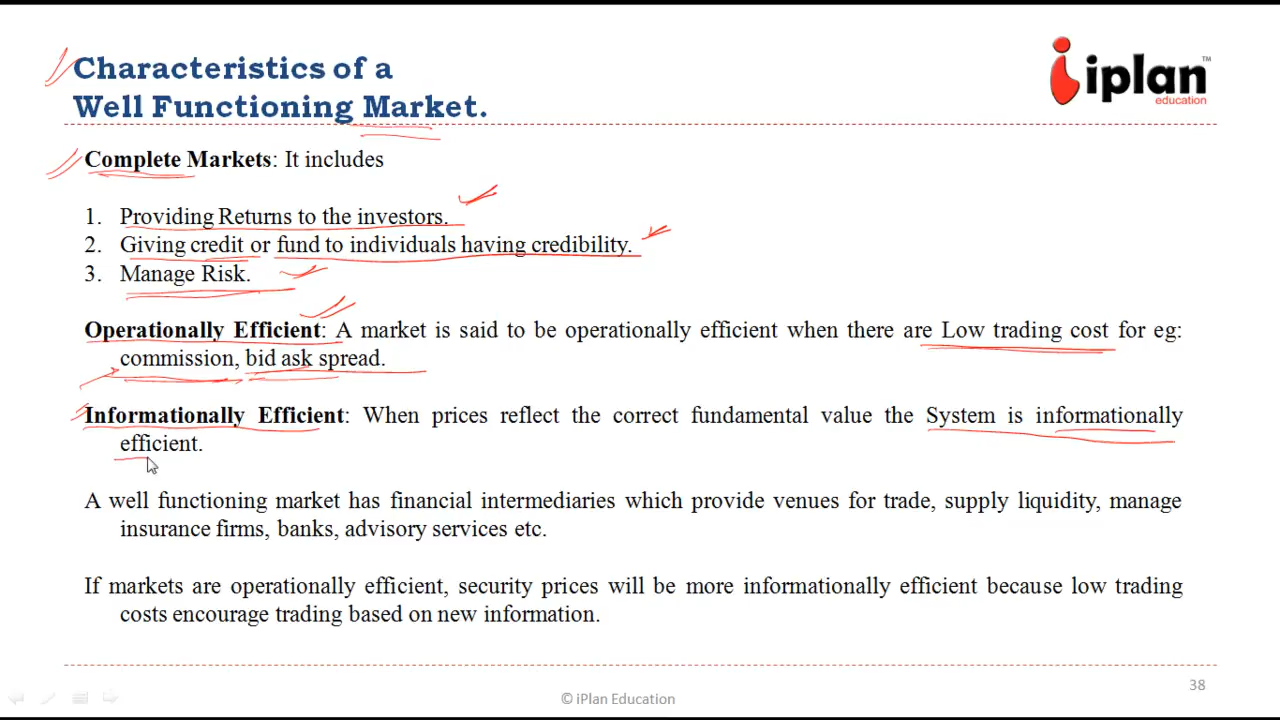 Characteristics of a
Well Functioning Market.
iplan™
education
Complete Markets: It includes
1. Providing Returns to the investors.
2. Giving credit or fund to individuals having credibility.
3. Manage Risk.
Operationally Efficient: A market is said to be operationally efficient when there are Low trading cost for eg:
commission, bid ask spread.
Informationally Efficient: When prices reflect the correct fundamental value the System is informationally
efficient.
A well functioning market has financial intermediaries which provide venues for trade, supply liquidity, manage
insurance firms, banks, advisory services etc.
If markets are operationally efficient, security prices will be more informationally efficient because low trading
costs encourage trading based on new information.
© iPlan Education
38